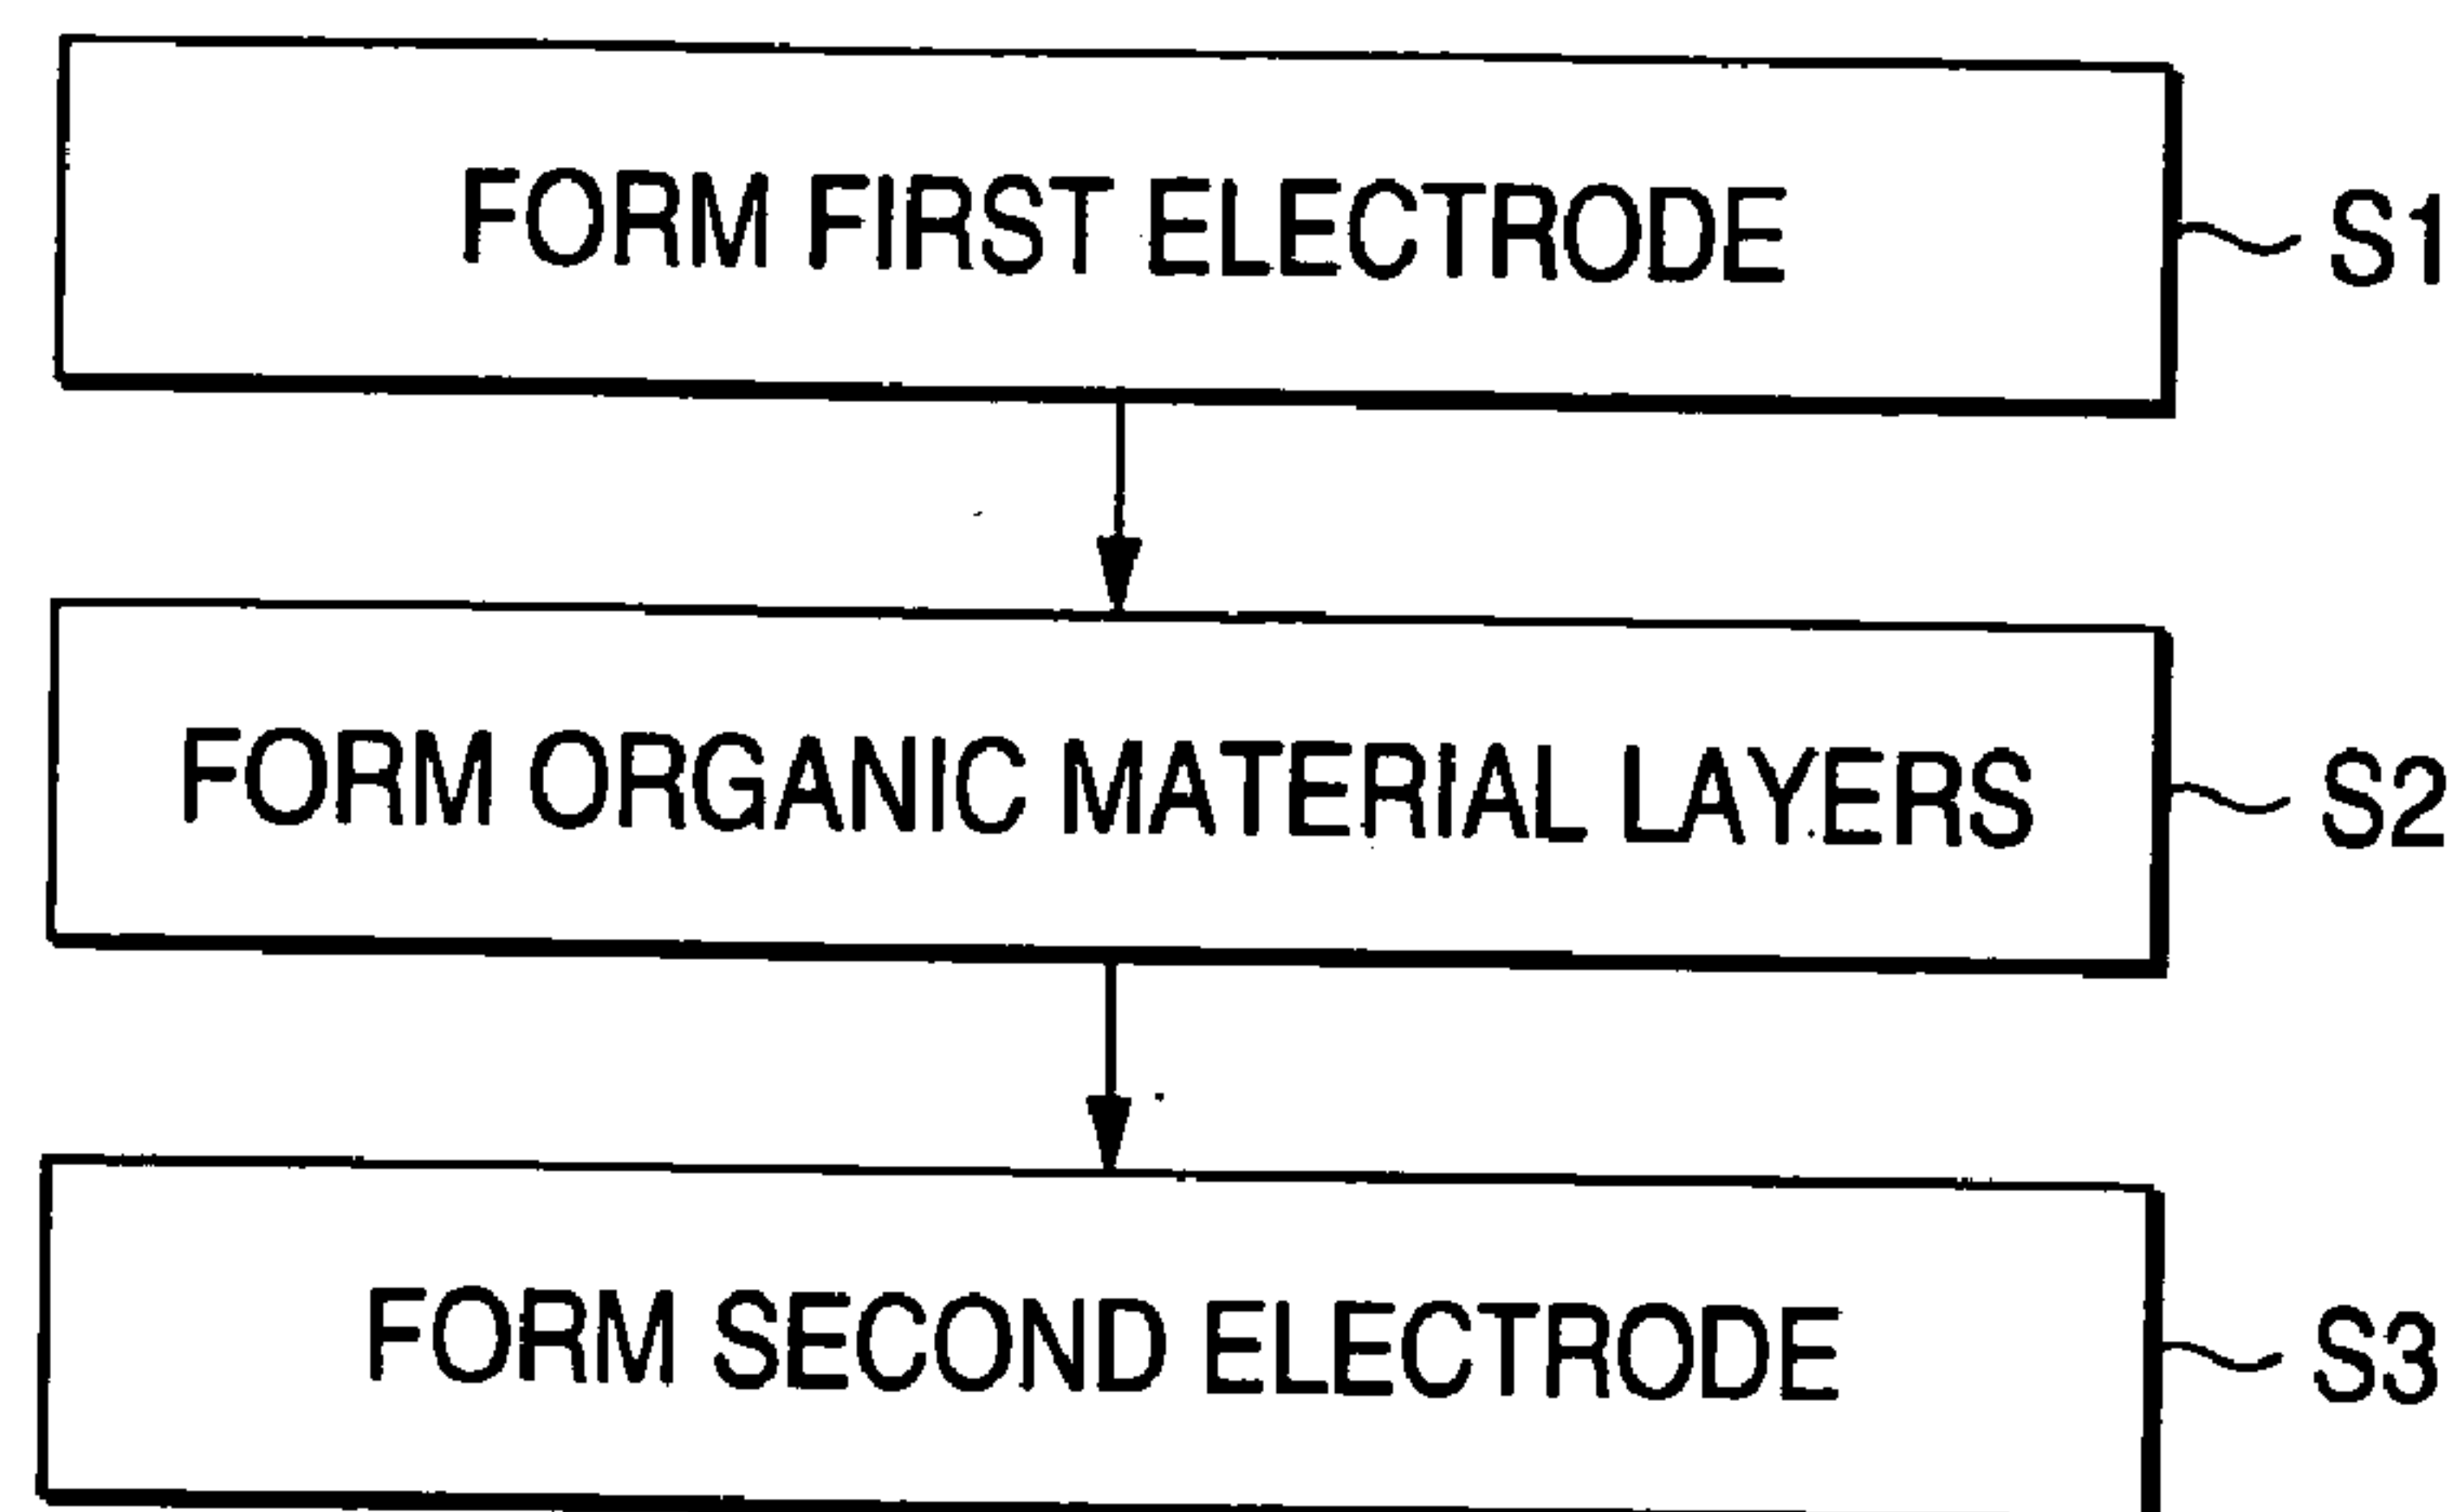 FORM FIRST ELECTRODE
S1
FORM ORGANIC MATERIAL LAYERS
S2
FORM SECOND ELECTRODE
S3